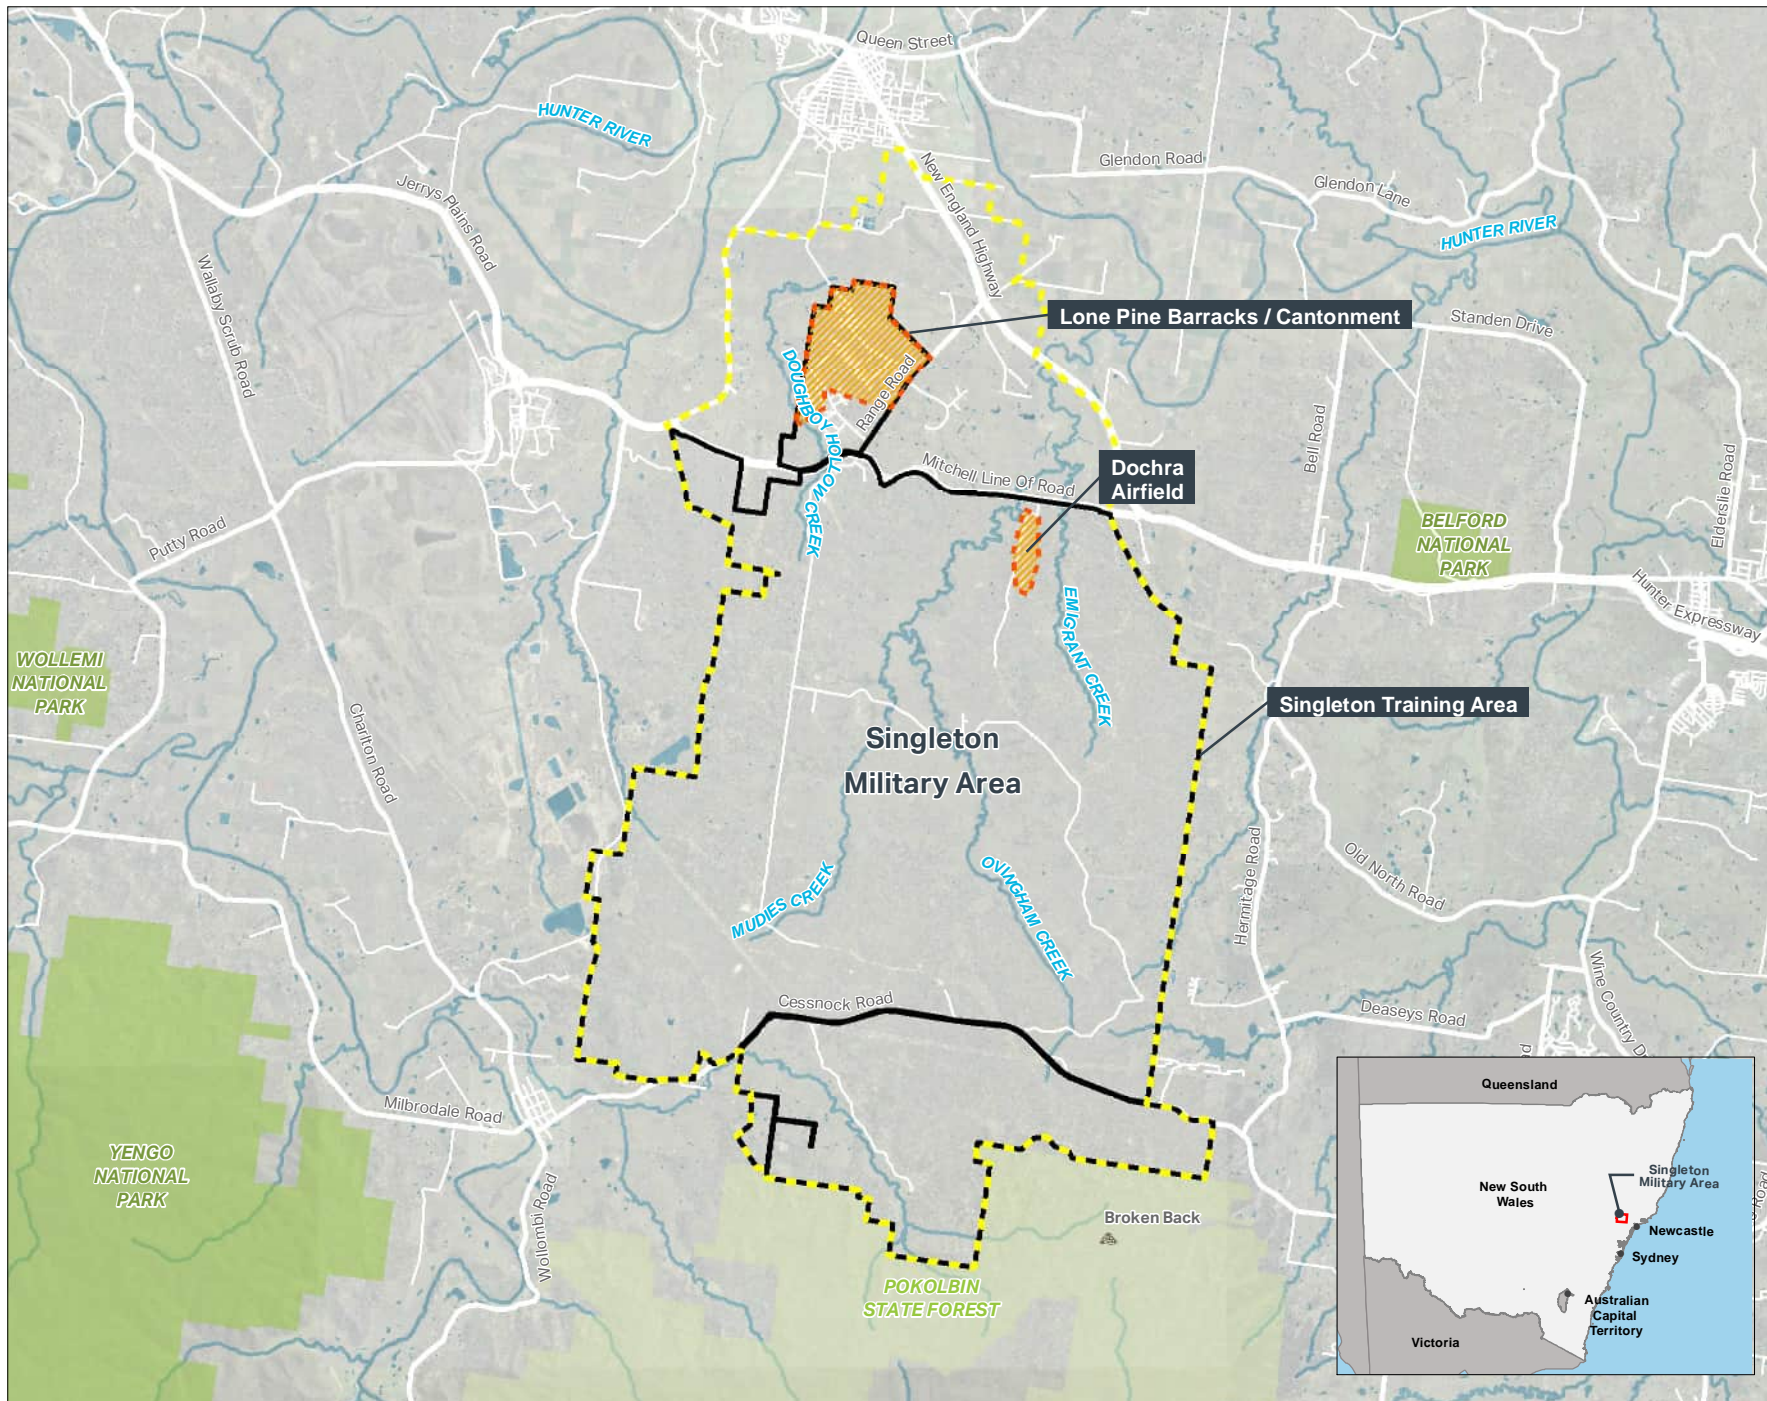 Queen Street
HUNTER RIVER
New England Highway
Glendon Road
Glendon Lane
HUNTER RIVER
Jerrys Plains Road
Wallaby Scrub Road
Lone Pine Barracks / Cantonment
Standen Drive
DOUGHBOY HOLLOW CREEK
Range Road
Mitchell Line Of Road
Dochra
Airfield
Bell Road
Elderslie Road
BELFORD
NATIONAL
PARK
Putty Road
Hunter Expressway
EMIGRANT CREEK
WOLLEMI
NATIONAL
PARK
Charlton Road
Singleton Training Area
Singleton
Military Area
Hermitage Road
Old North Road
MUDIES CREEK
OVINGHAM CREEK
Wine Country D
Cessnock Road
Deaseys Road
Milbrodale Road
YENGO
NATIONAL
PARK
Wollombi Road
Broken Back
POKOLBIN
STATE FOREST
Queensland
New South
Wales
Singleton
Military Area
Newcastle
Sydney
Australian
Capital
Territory
Victoria